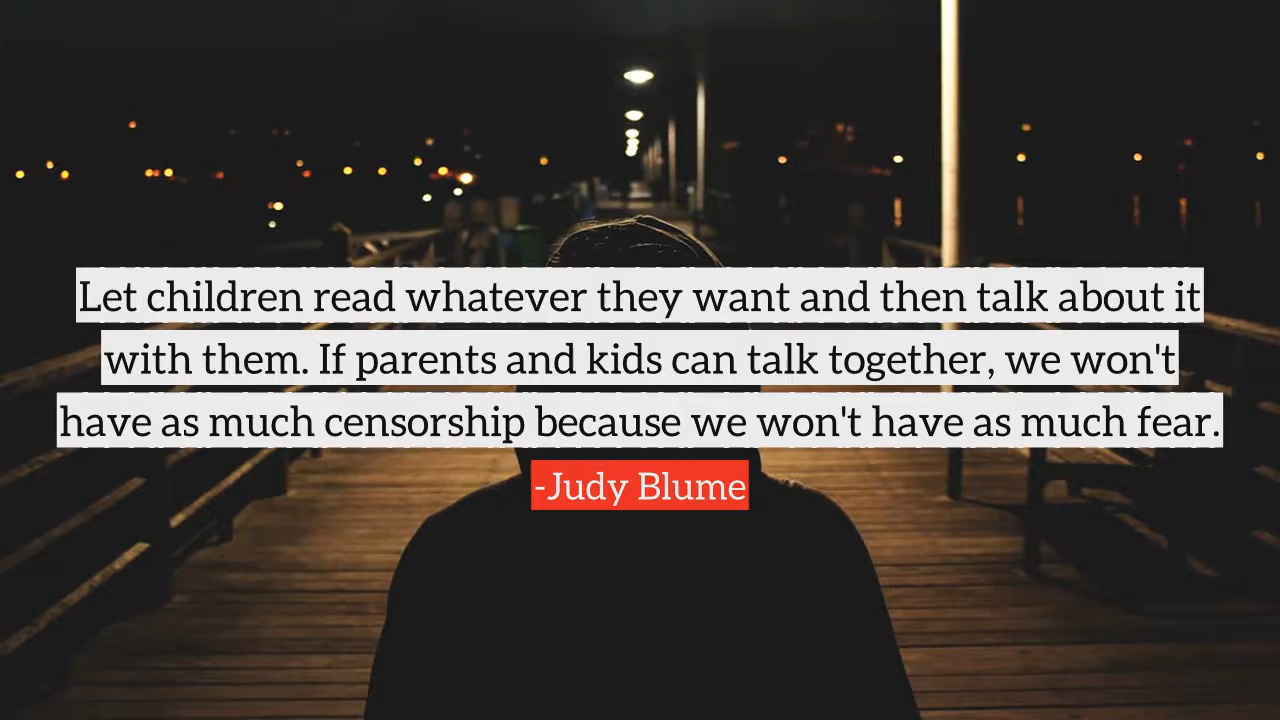 Let children read whatever they want and then talk about it
with them. If parents and kids can talk together, we won't
have as much censorship because we won't have as much fear.
-Judy Blume